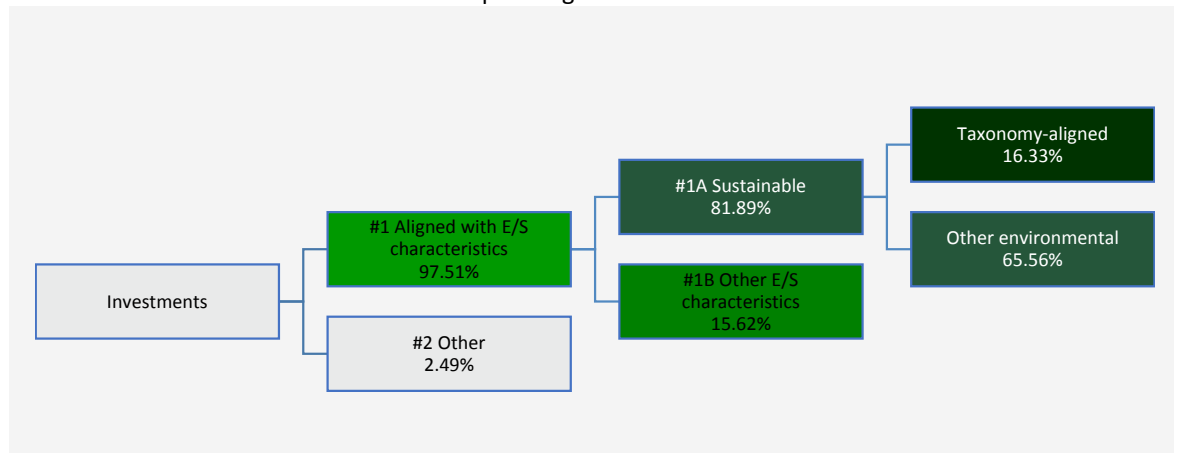 Investments
#1 Aligned with E/S
characteristics
97.51%
#2 Other
2.49%
#1A Sustainable
81.89%
#1B Other E/S
characteristics
15.62%
Taxonomy-aligned
16.33%
Other environmental
65.56%